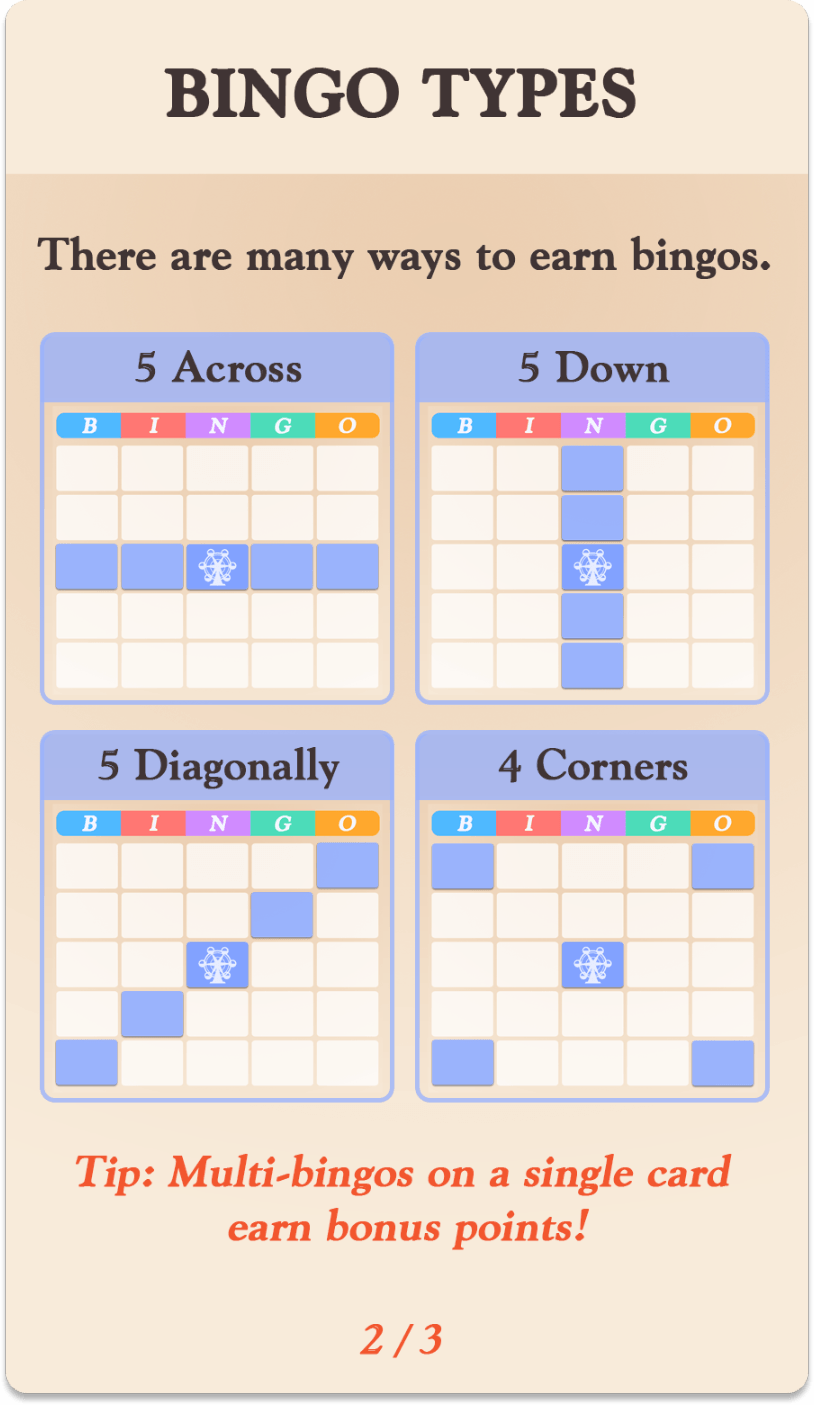 BINGO TYPES
There are many ways to earn bingos.
5 Across
B I N G O
5 Down
B I N G O
5 Diagonally
B I N G O
4 Corners
B I N G O
Tip: Multi-bingos on a single card
earn bonus points!
2 / 3